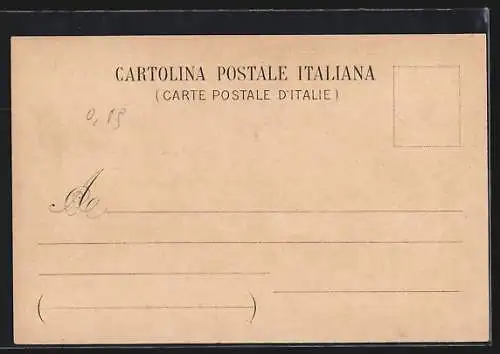 CARTOLINA POSTALE ITALIANA
(CARTE POSTALE D'ITALIE)
0,15
A
( )